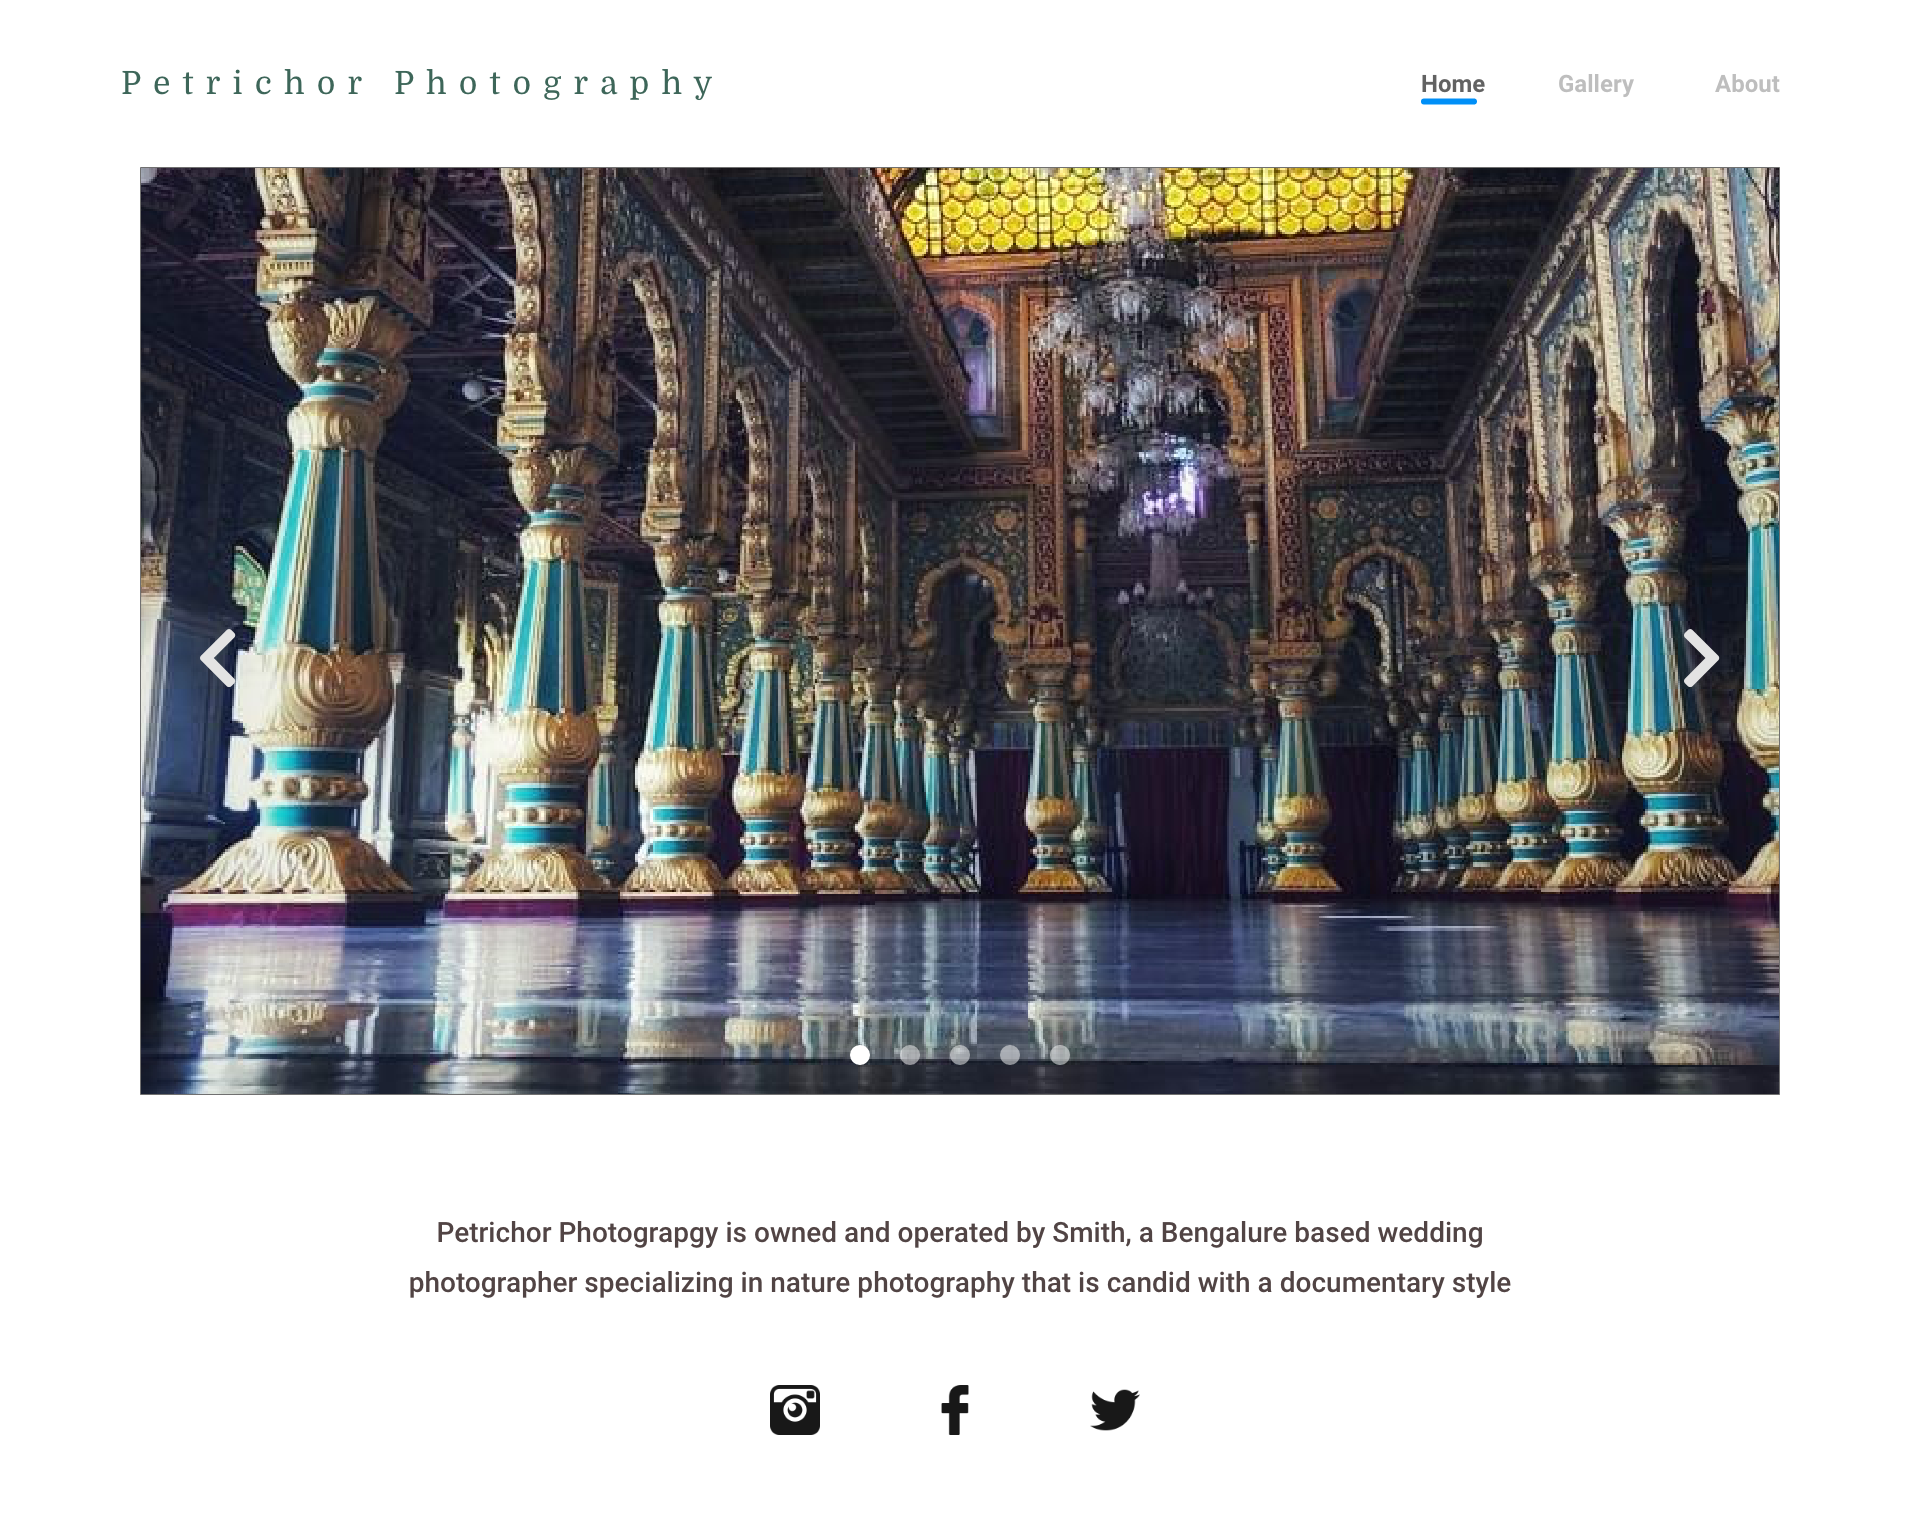 Petrichor Photography
Home Gallery About
Petrichor Photograpgy is owned and operated by Smith, a Bengalure based wedding
photographer specializing in nature photography that is candid with a documentary style